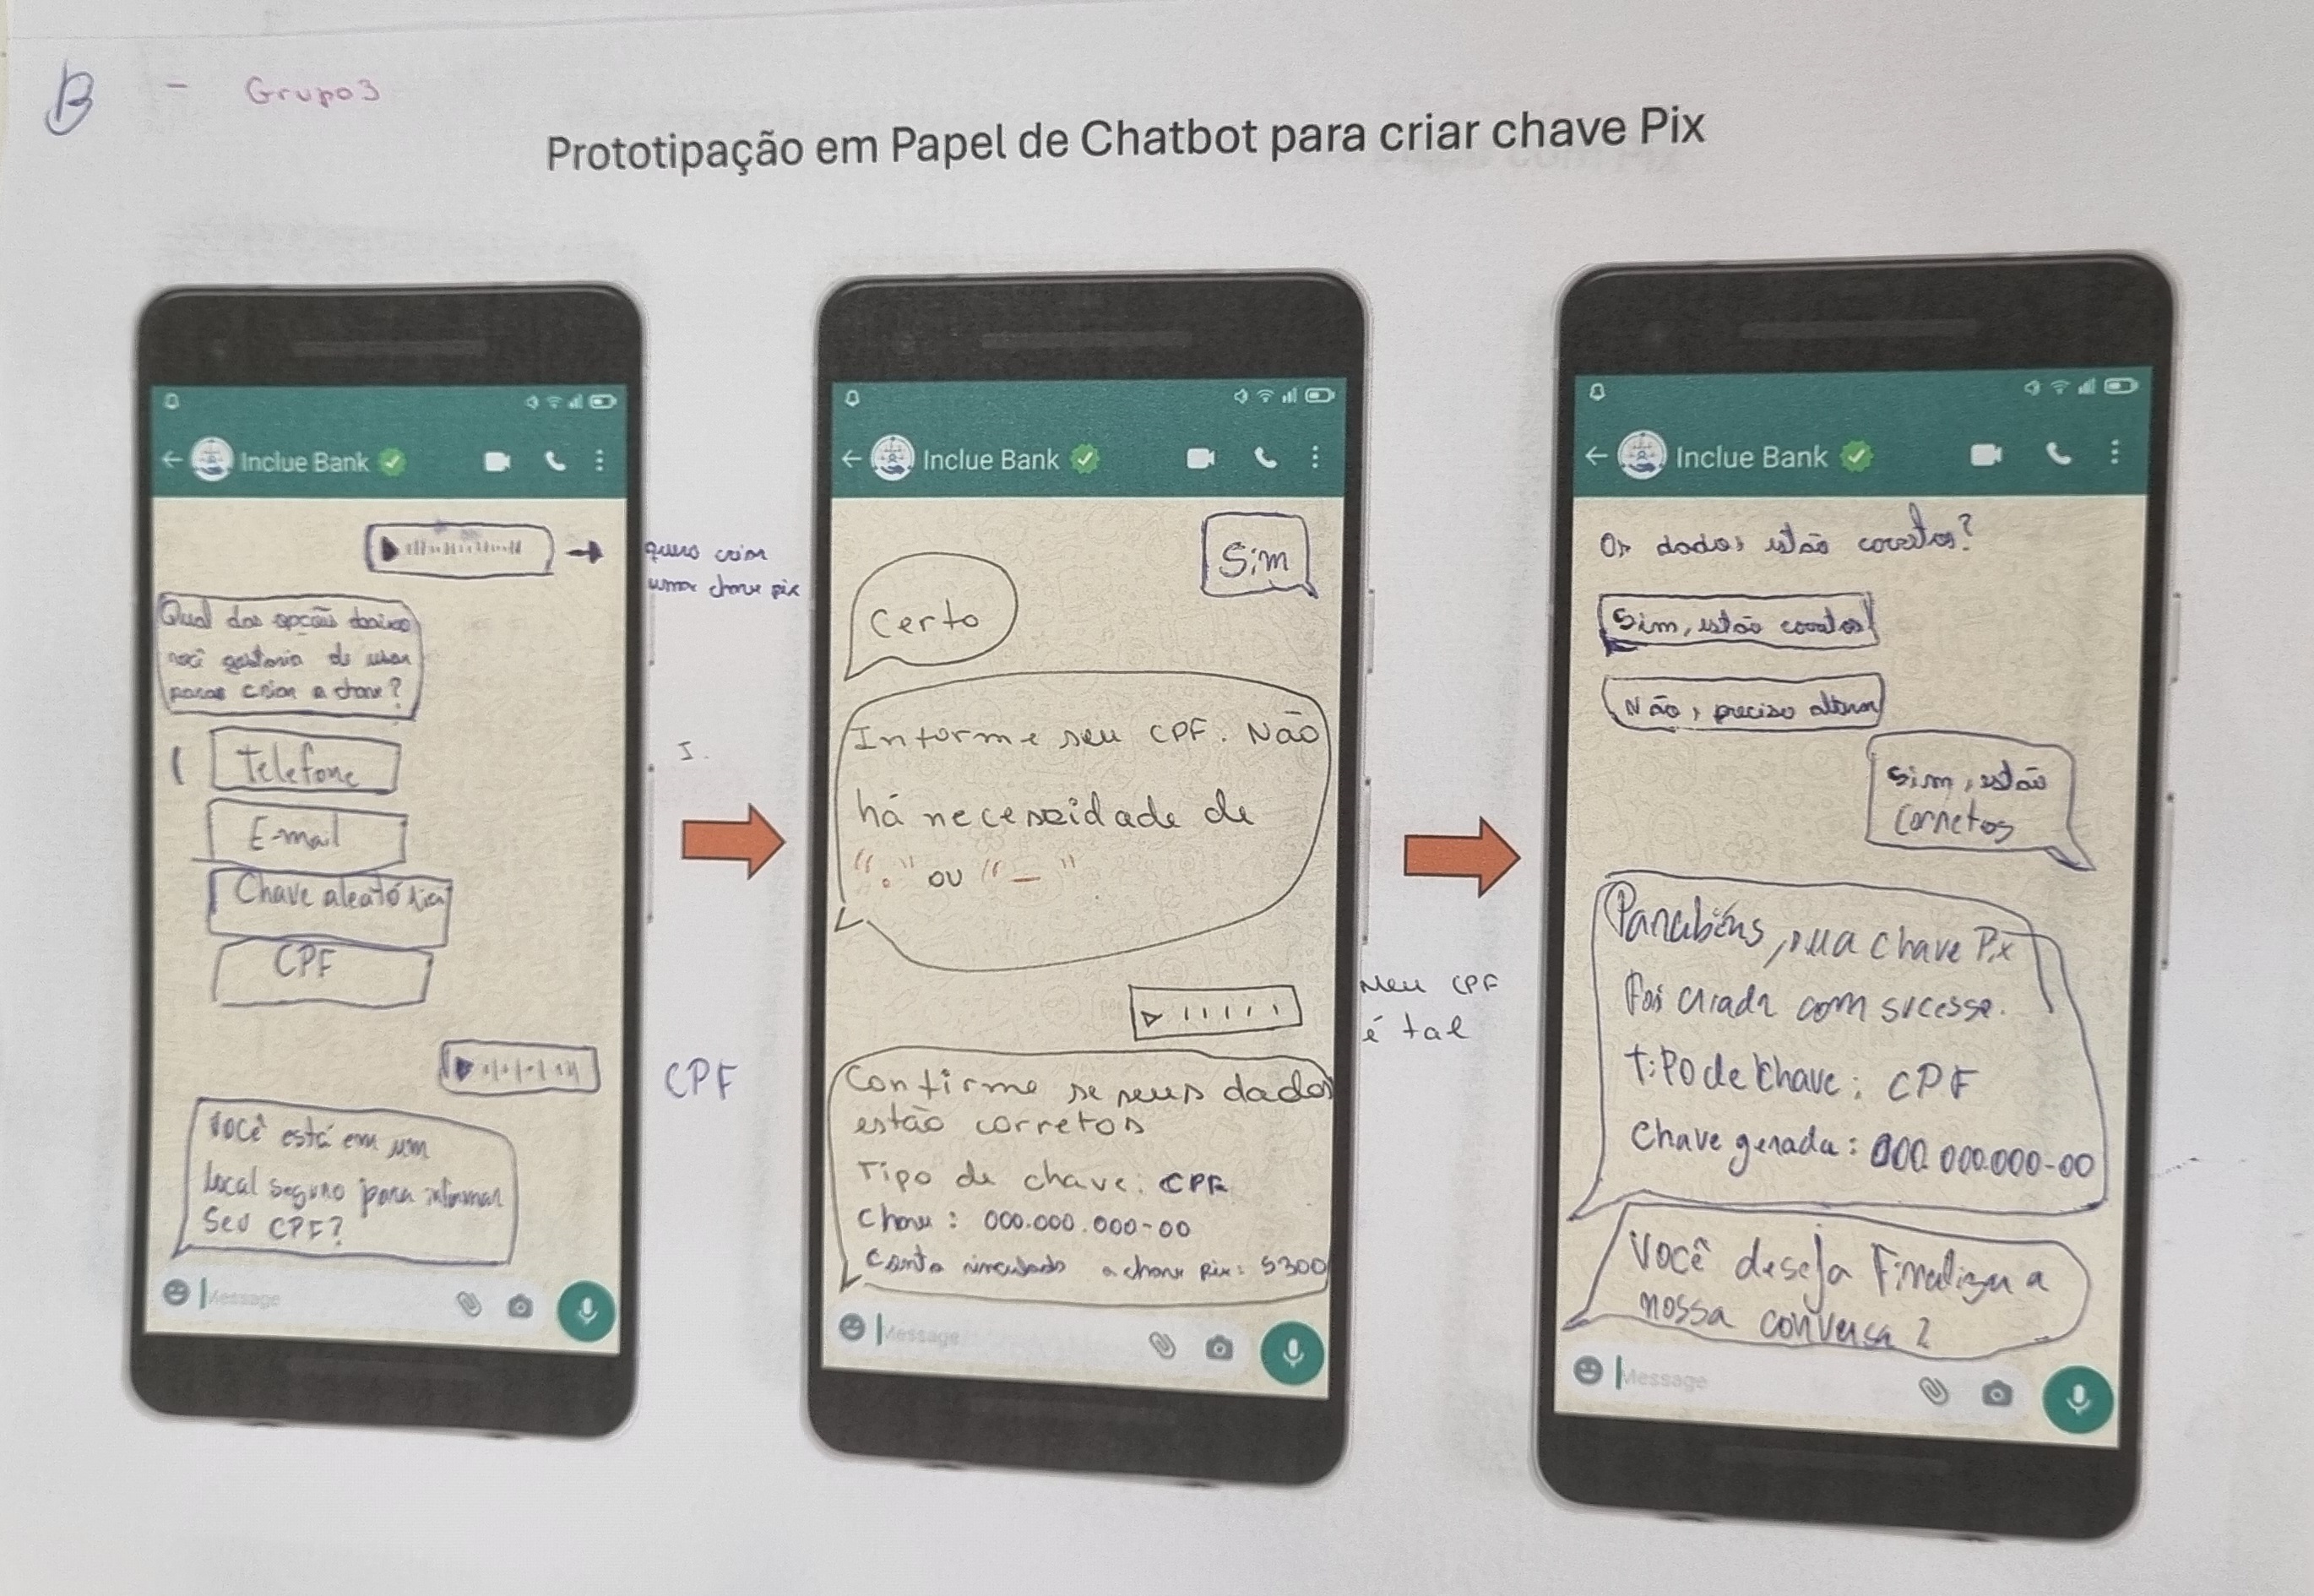 B - Grupo3
Prototipação em Papel de Chatbot para criar chave Pix
Inclue Bank
quero criar
uma chave pix
Qual das opções abaixo
você gostaria de usar
para criar a chave?
Telefone
E-mail
Chave aleatória
CPF
CPF
Você está em um
local seguro para informar
seu CPF?
Message
I.
Inclue Bank
Sim
Certo
Informe seu CPF. Não
há necessidade de
"." ou "-"
Meu CPF
é tal
Confirme se seus dados
estão corretos
Tipo de chave: CPF
Chave: 000.000.000-00
Conta vinculada a chave pix: 5300
Message
Inclue Bank
Os dados estão corretos?
Sim, estão corretos
Não, preciso alterar
Sim, estão
corretos
Parabéns, sua chave Pix
foi criada com sucesso.
tipo de chave: CPF
Chave gerada: 000.000.000-00
Você deseja Finalizar a
nossa conversa?
Message